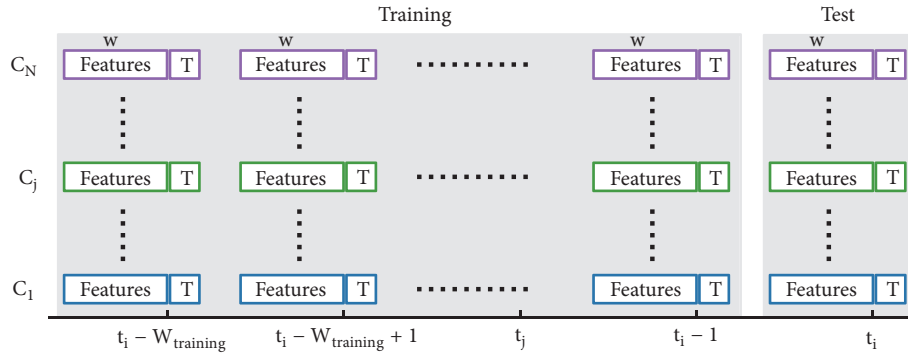 Training Test
w w w w
C_N Features T Features T Features T Features T
C_j Features T Features T Features T Features T
C_1 Features T Features T Features T Features T
t_i − W_training t_i − W_training + 1 t_j t_i − 1 t_i